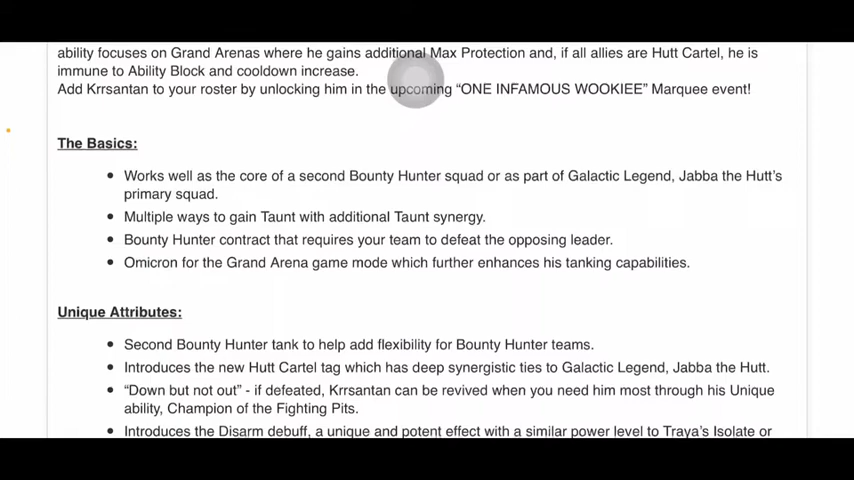 ability focuses on Grand Arenas where he gains additional Max Protection and, if all allies are Hutt Cartel, he is
immune to Ability Block and cooldown increase.
Add Krrsantan to your roster by unlocking him in the upcoming “ONE INFAMOUS WOOKIEE” Marquee event!
The Basics:
Works well as the core of a second Bounty Hunter squad or as part of Galactic Legend, Jabba the Hutt’s
primary squad.
Multiple ways to gain Taunt with additional Taunt synergy.
Bounty Hunter contract that requires your team to defeat the opposing leader.
Omicron for the Grand Arena game mode which further enhances his tanking capabilities.
Unique Attributes:
Second Bounty Hunter tank to help add flexibility for Bounty Hunter teams.
Introduces the new Hutt Cartel tag which has deep synergistic ties to Galactic Legend, Jabba the Hutt.
“Down but not out” - if defeated, Krrsantan can be revived when you need him most through his Unique
ability, Champion of the Fighting Pits.
Introduces the Disarm debuff, a unique and potent effect with a similar power level to Traya’s Isolate or